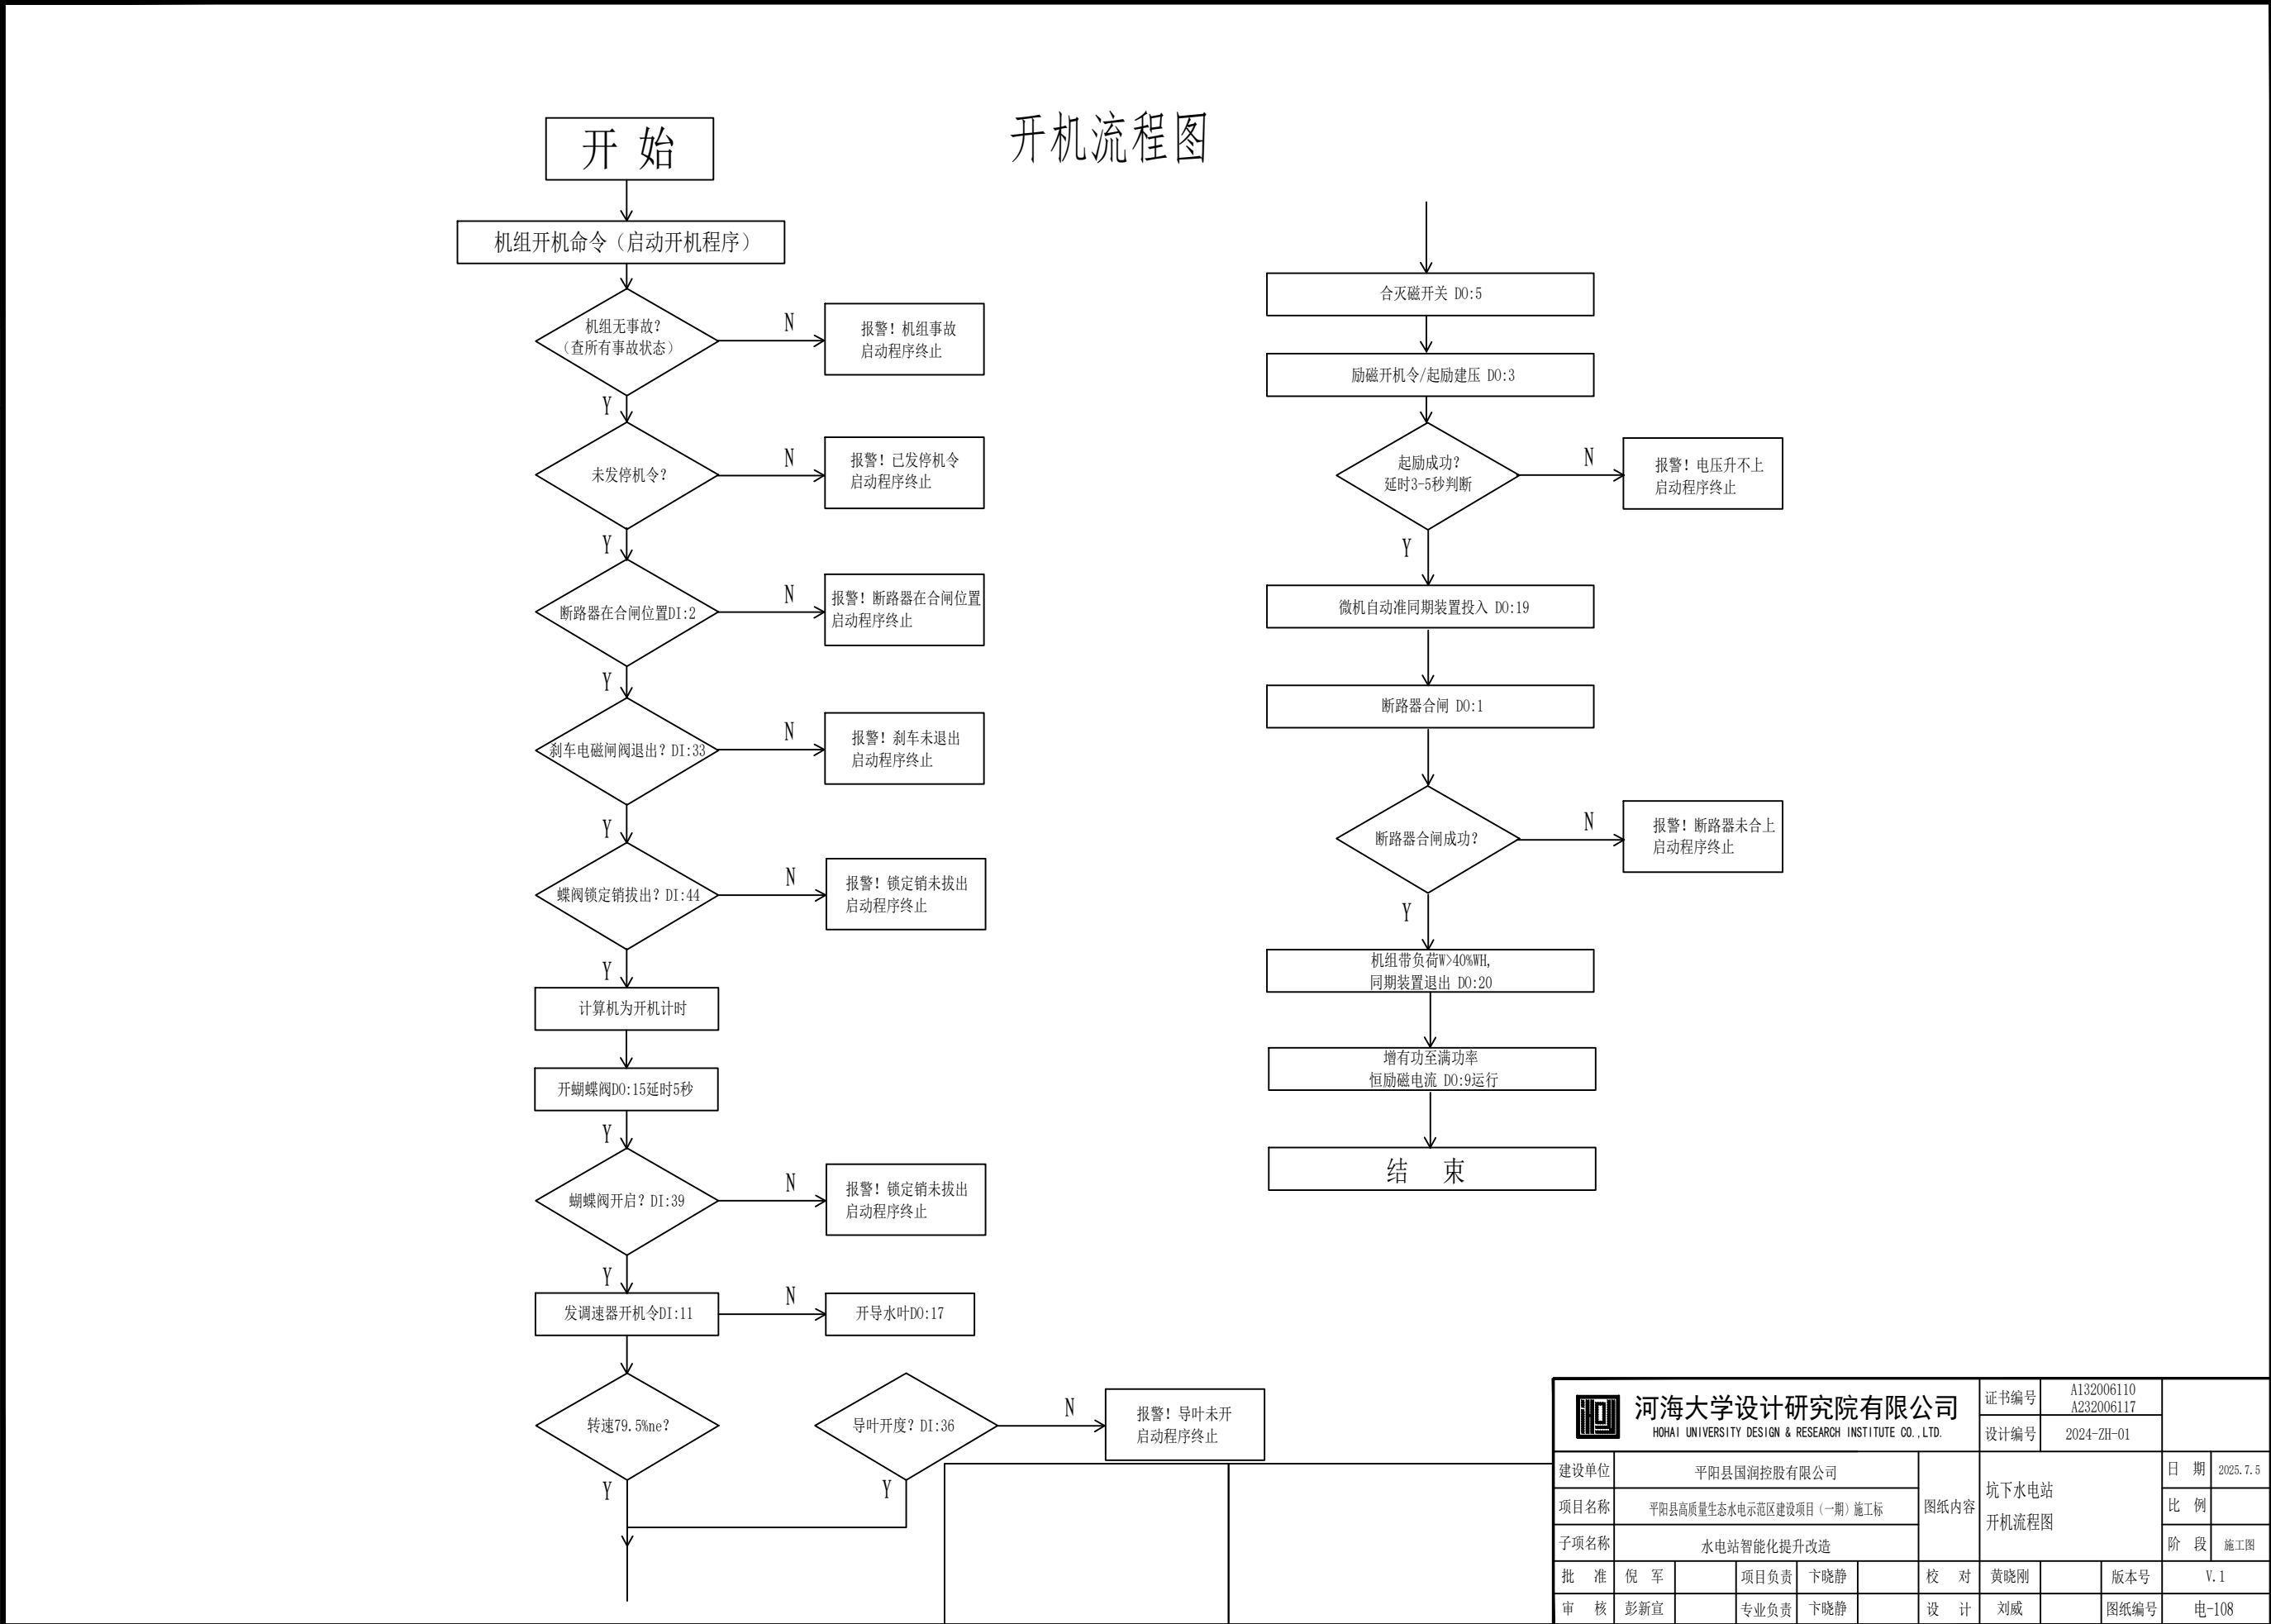 开机流程图
开 始
机组开机命令（启动开机程序）
机组无事故?
（查所有事故状态）
N
报警! 机组事故
启动程序终止
Y
未发停机令?
N
报警! 已发停机令
启动程序终止
Y
断路器在合闸位置DI:2
N
报警! 断路器在合闸位置
启动程序终止
Y
刹车电磁闸阀退出? DI:33
N
报警! 刹车未退出
启动程序终止
Y
蝶阀锁定销拔出? DI:44
N
报警! 锁定销未拔出
启动程序终止
Y
计算机为开机计时
开蝴蝶阀DO:15延时5秒
Y
蝴蝶阀开启? DI:39
N
报警! 锁定销未拔出
启动程序终止
Y
发调速器开机令DI:11
N
开导水叶DO:17
转速79.5%ne?
Y
导叶开度? DI:36
N
报警! 导叶未开
启动程序终止
Y
合灭磁开关 DO:5
励磁开机令/起励建压 DO:3
起励成功?
延时3-5秒判断
N
报警! 电压升不上
启动程序终止
Y
微机自动准同期装置投入 DO:19
断路器合闸 DO:1
断路器合闸成功?
N
报警! 断路器未合上
启动程序终止
Y
机组带负荷W>40%WH,
同期装置退出 DO:20
增有功至满功率
恒励磁电流 DO:9运行
结 束
河海大学设计研究院有限公司
HOHAI UNIVERSITY DESIGN & RESEARCH INSTITUTE CO.,LTD.
证书编号
A132006110
A232006117
设计编号 2024-ZH-01
建设单位 平阳县国润控股有限公司
项目名称 平阳县高质量生态水电示范区建设项目（一期）施工标
子项名称 水电站智能化提升改造
图纸内容
坑下水电站
开机流程图
日 期 2025.7.5
比 例
阶 段 施工图
批 准 倪 军 项目负责 卞晓静 校 对 黄晓刚 版本号 V.1
审 核 彭新宣 专业负责 卞晓静 设 计 刘威 图纸编号 电-108